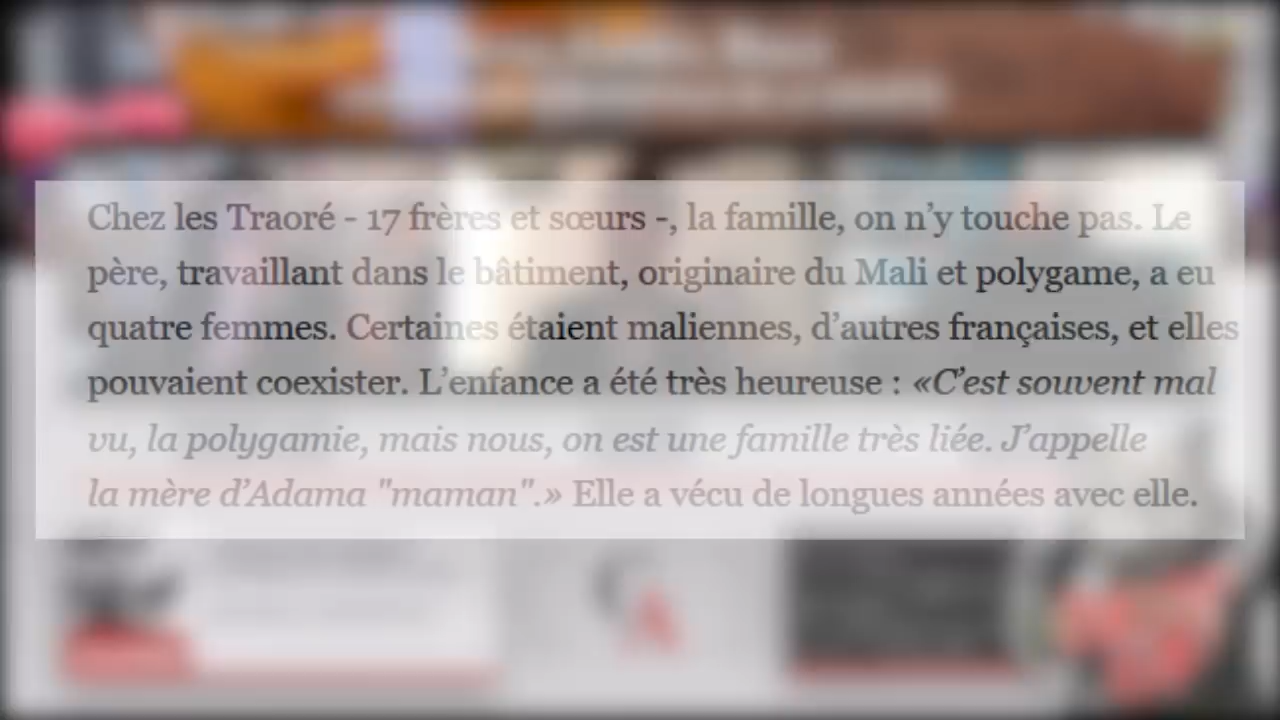 Chez les Traoré - 17 frères et sœurs -, la famille, on n’y touche pas. Le
père, travaillant dans le bâtiment, originaire du Mali et polygame, a eu
quatre femmes. Certaines étaient maliennes, d’autres françaises, et elles
pouvaient coexister. L’enfance a été très heureuse : «C’est souvent mal
vu, la polygamie, mais nous, on est une famille très liée. J’appelle
la mère d’Adama "maman".» Elle a vécu de longues années avec elle.